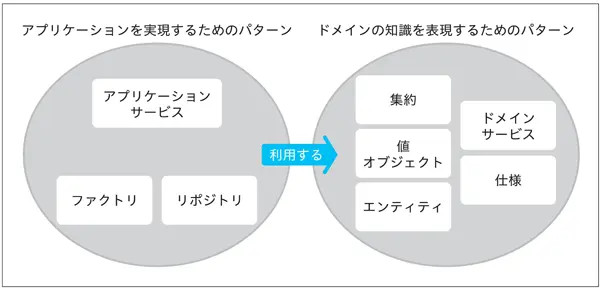 アプリケーションを実現するためのパターン
アプリケーション
サービス
ファクトリ
リポジトリ
利用する
ドメインの知識を表現するためのパターン
集約
値
オブジェクト
エンティティ
ドメイン
サービス
仕様